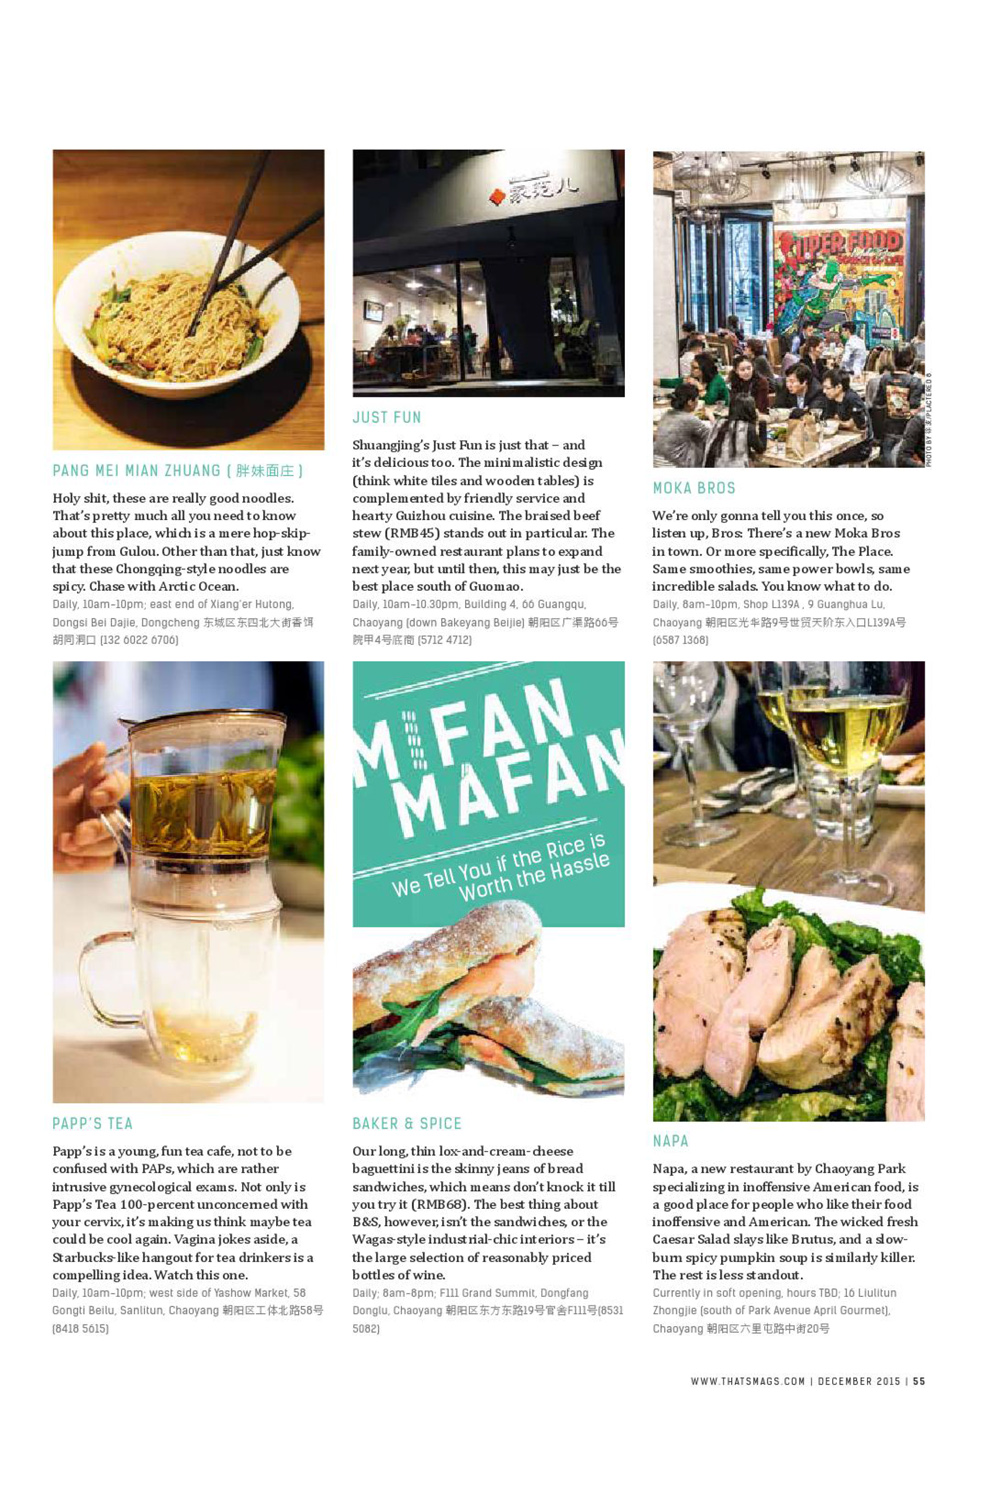 家范儿
SUPER FOOD
PHOTO BY
PANG MEI MIAN ZHUANG ( 胖妹面庄 )
Holy shit, these are really good noodles.
That's pretty much all you need to know
about this place, which is a mere hop-skip-
jump from Gulou. Other than that, just know
that these Chongqing-style noodles are
spicy. Chase with Arctic Ocean.
Daily, 10am–10pm; east end of Xiang'er Hutong,
Dongsi Bei Dajie, Dongcheng 东城区东四北大街香饵
胡同洞口 (132 6022 6706)
JUST FUN
Shuangjing's Just Fun is just that – and
it's delicious too. The minimalistic design
(think white tiles and wooden tables) is
complemented by friendly service and
hearty Guizhou cuisine. The braised beef
stew (RMB45) stands out in particular. The
family-owned restaurant plans to expand
next year, but until then, this may just be the
best place south of Guomao.
Daily, 10am–10.30pm, Building 4, 66 Guangqu,
Chaoyang (down Bakeyang Beijie) 朝阳区广渠路66号
院甲4号底商 (5712 4712)
MOKA BROS
We're only gonna tell you this once, so
listen up, Bros: There's a new Moka Bros
in town. Or more specifically, The Place.
Same smoothies, same power bowls, same
incredible salads. You know what to do.
Daily, 8am–10pm, Shop L139A , 9 Guanghua Lu,
Chaoyang 朝阳区光华路9号世贸天阶东入口L139A号
(6587 1368)
MIFAN
MAFAN
We Tell You if the Rice is
Worth the Hassle
PAPP'S TEA
Papp's is a young, fun tea cafe, not to be
confused with PAPs, which are rather
intrusive gynecological exams. Not only is
Papp's Tea 100-percent unconcerned with
your cervix, it's making us think maybe tea
could be cool again. Vagina jokes aside, a
Starbucks-like hangout for tea drinkers is a
compelling idea. Watch this one.
Daily, 10am–10pm; west side of Yashow Market, 58
Gongti Beilu, Sanlitun, Chaoyang 朝阳区工体北路58号
(8418 5615)
BAKER & SPICE
Our long, thin lox-and-cream-cheese
baguettini is the skinny jeans of bread
sandwiches, which means don't knock it till
you try it (RMB68). The best thing about
B&S, however, isn't the sandwiches, or the
Wagas-style industrial-chic interiors – it's
the large selection of reasonably priced
bottles of wine.
Daily; 8am–8pm; F111 Grand Summit, Dongfang
Donglu, Chaoyang 朝阳区东方东路19号官舍F111号(8531
5082)
NAPA
Napa, a new restaurant by Chaoyang Park
specializing in inoffensive American food, is
a good place for people who like their food
inoffensive and American. The wicked fresh
Caesar Salad slays like Brutus, and a slow-
burn spicy pumpkin soup is similarly killer.
The rest is less standout.
Currently in soft opening, hours TBD; 16 Liulitun
Zhongjie (south of Park Avenue April Gourmet),
Chaoyang 朝阳区六里屯路中街20号
WWW.THATSMAGS.COM | DECEMBER 2015 | 55